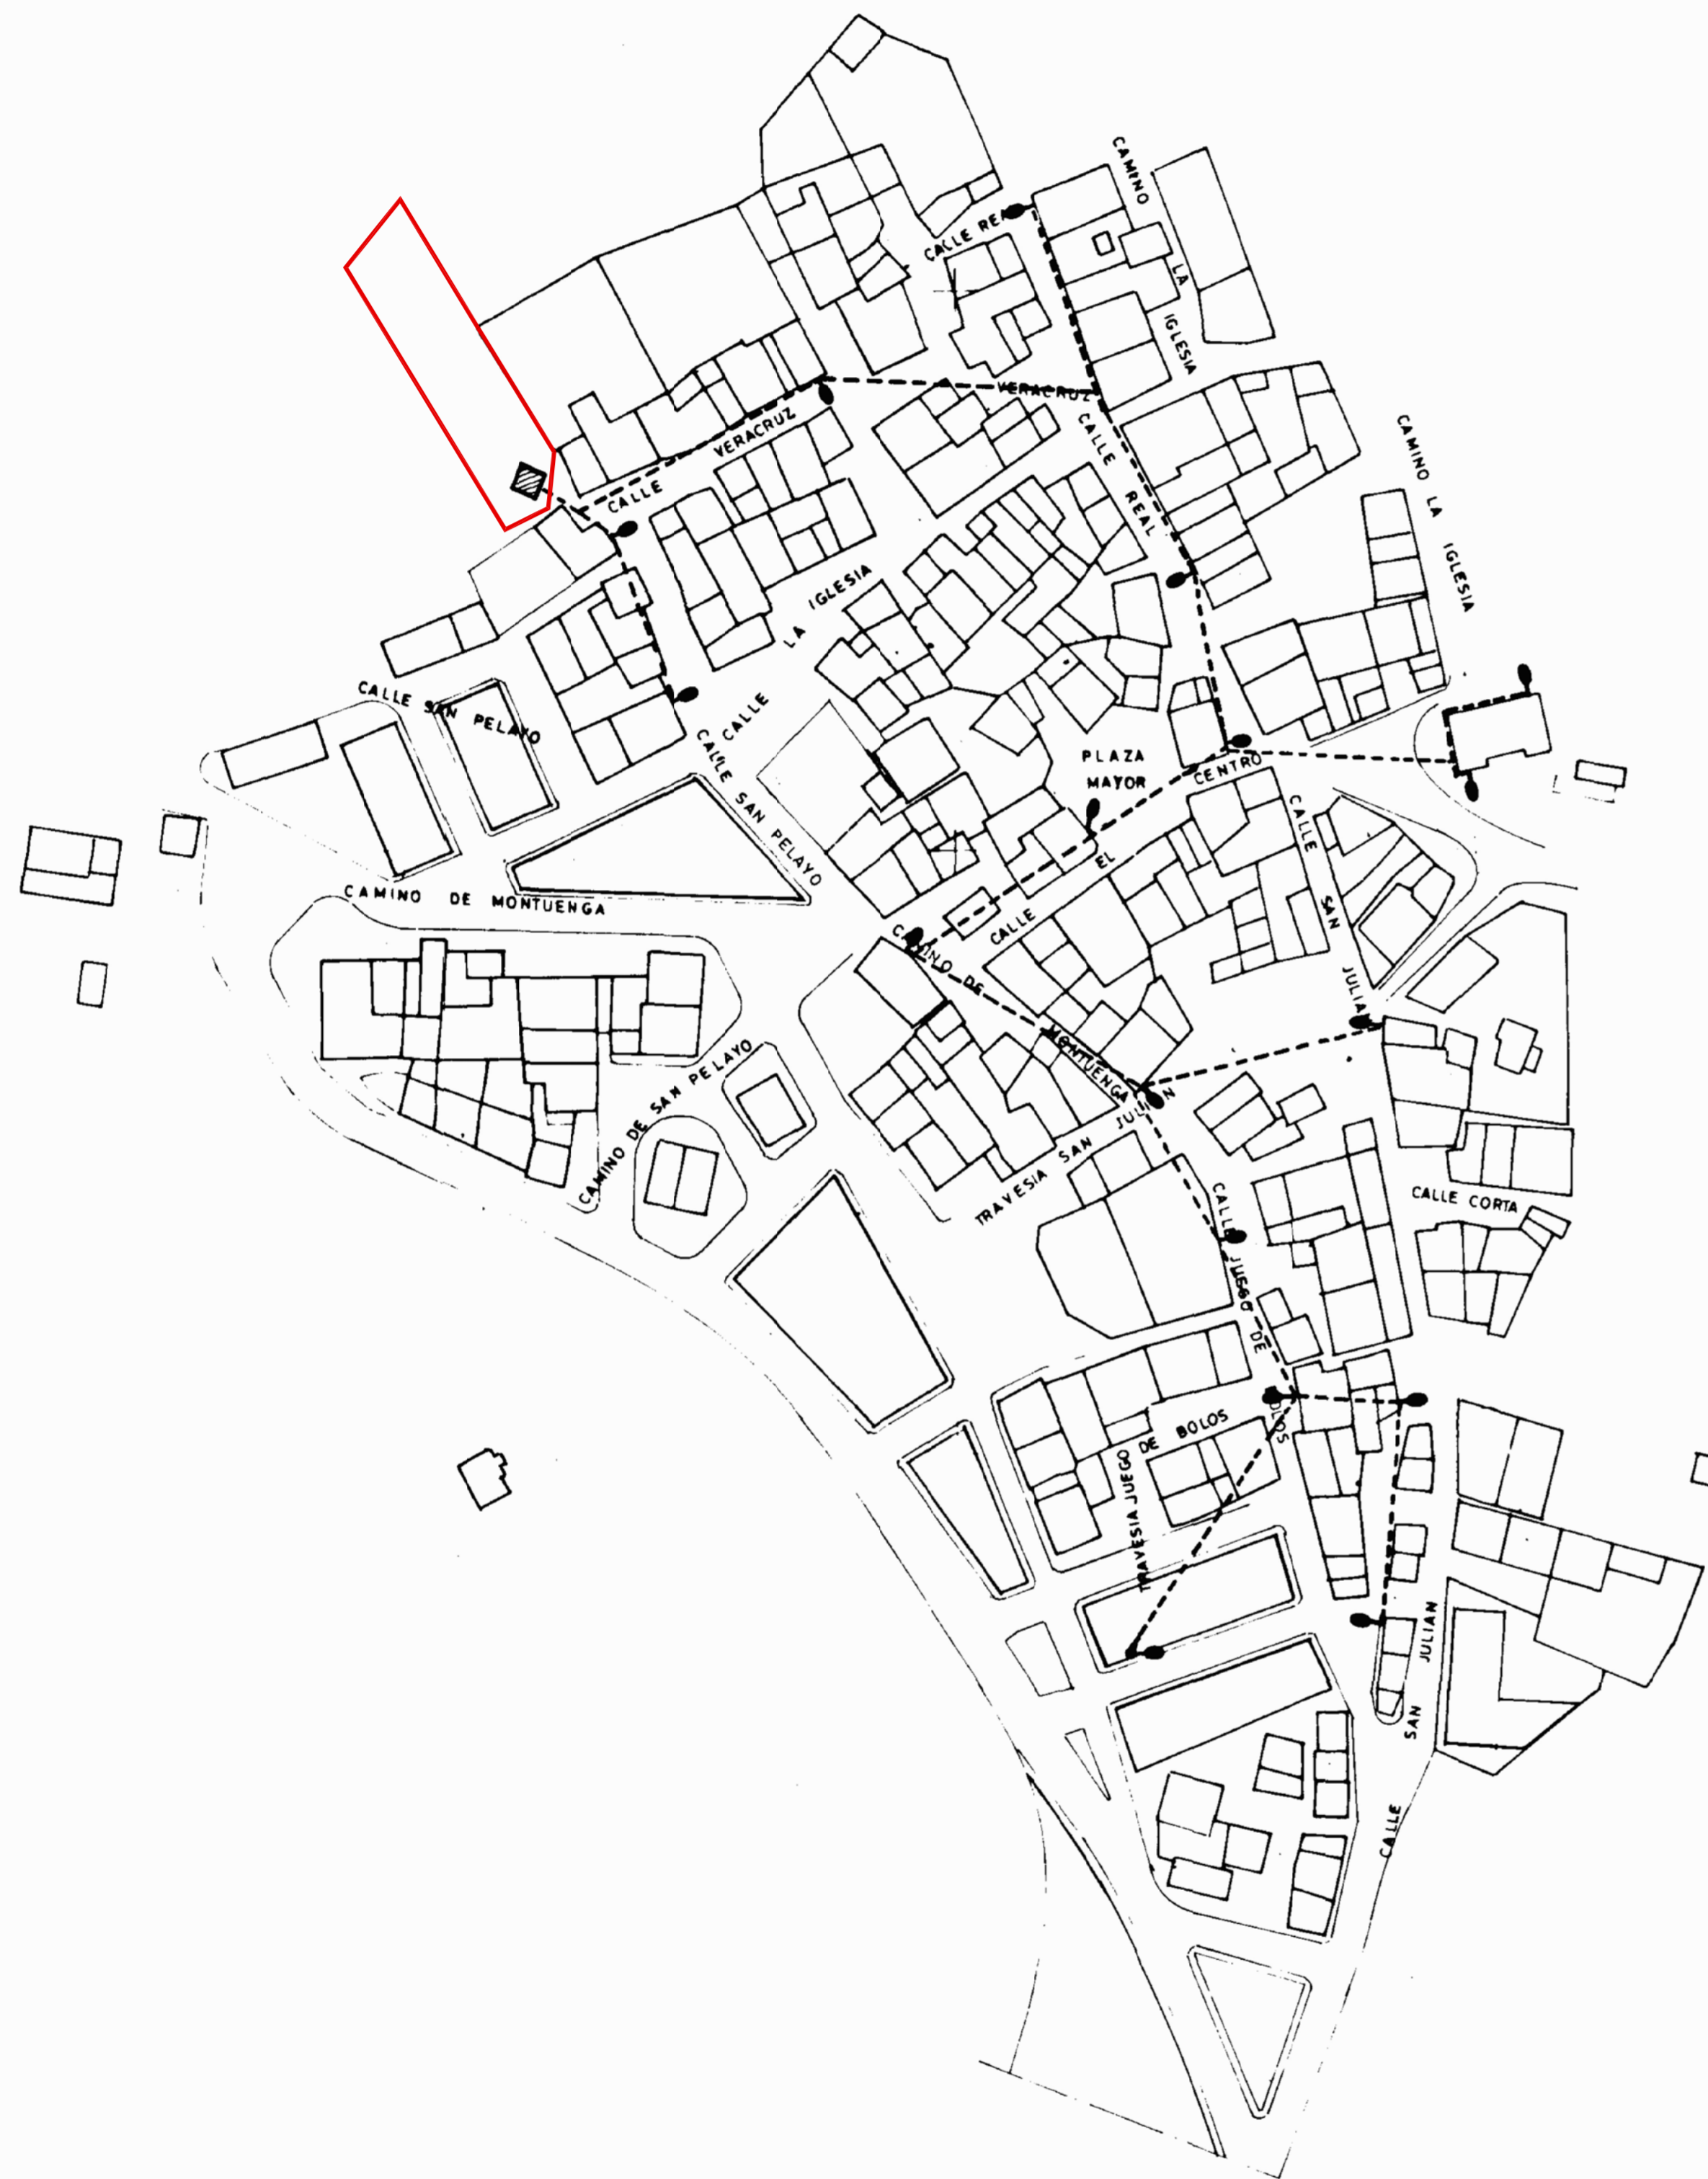 CAMINO LA IGLESIA
CALLE REAL
VERACRUZ
CALLE VERACRUZ
CALLE REAL
CAMINO LA IGLESIA
CALLE LA IGLESIA
CALLE SAN PELAYO
CALLE SAN PELAYO
PLAZA
MAYOR
CALLE EL CENTRO
CALLE SAN JULIAN
CAMINO DE MONTUENGA
CAMINO DE MONTUENGA
CAMINO DE SAN PELAYO
TRAVESIA SAN JULIAN
CALLE CORTA
CALLE JUEGO DE BOLOS
TRAVESIA JUEGO DE BOLOS
CALLE SAN JULIAN